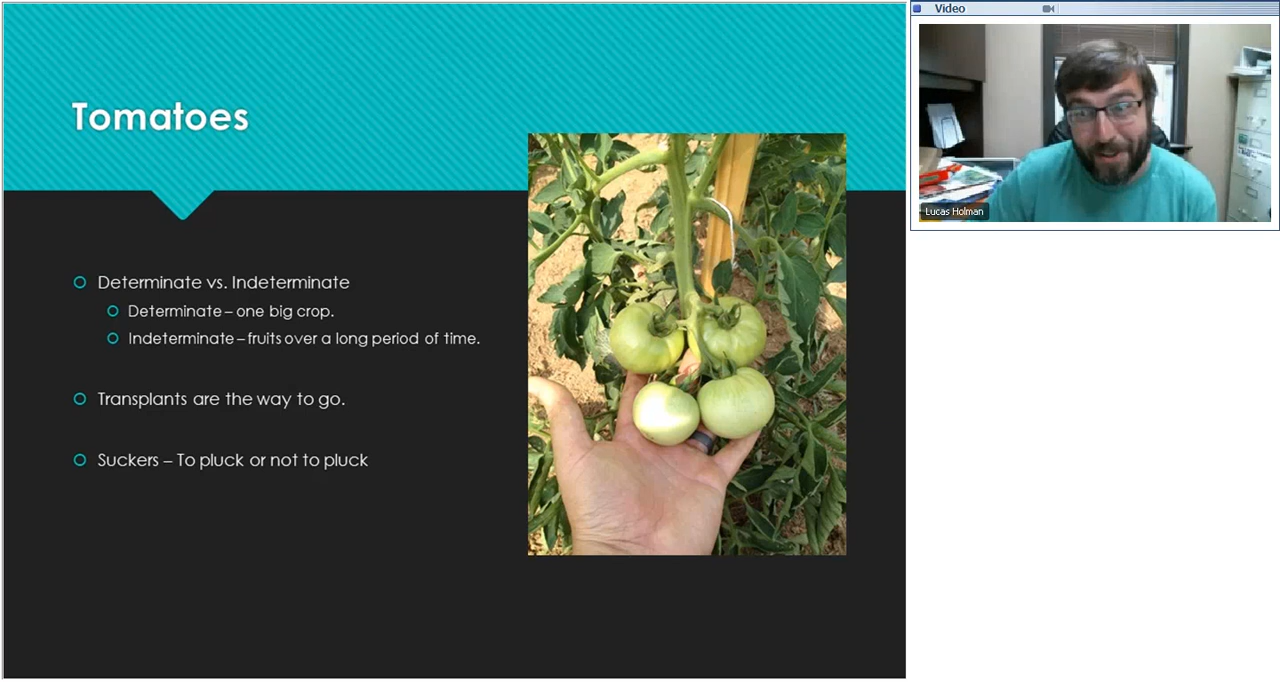 Tomatoes
Determinate vs. Indeterminate
Determinate – one big crop.
Indeterminate – fruits over a long period of time.
Transplants are the way to go.
Suckers – To pluck or not to pluck
Video
Lucas Holman